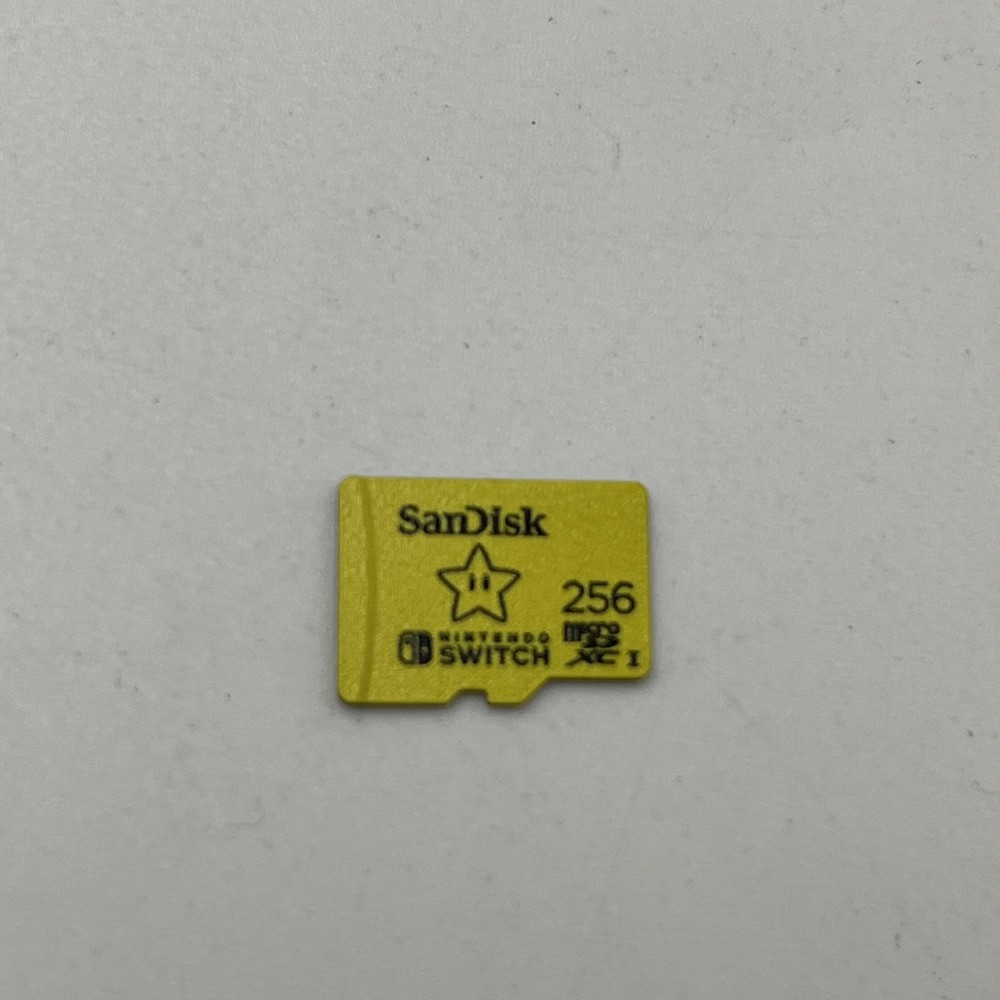 SanDisk
256
NINTENDO
SWITCH
micro
SD
XC I